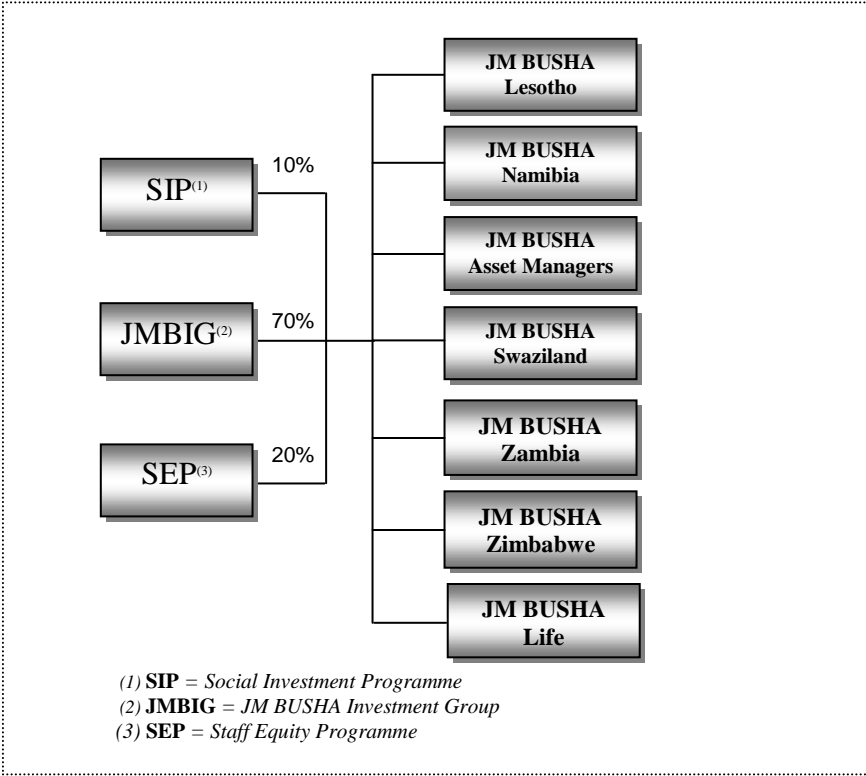 SIP(1)
10%
JMBIG(2)
70%
SEP(3)
20%
JM BUSHA
Lesotho
JM BUSHA
Namibia
JM BUSHA
Asset Managers
JM BUSHA
Swaziland
JM BUSHA
Zambia
JM BUSHA
Zimbabwe
JM BUSHA
Life
(1) SIP = Social Investment Programme
(2) JMBIG = JM BUSHA Investment Group
(3) SEP = Staff Equity Programme